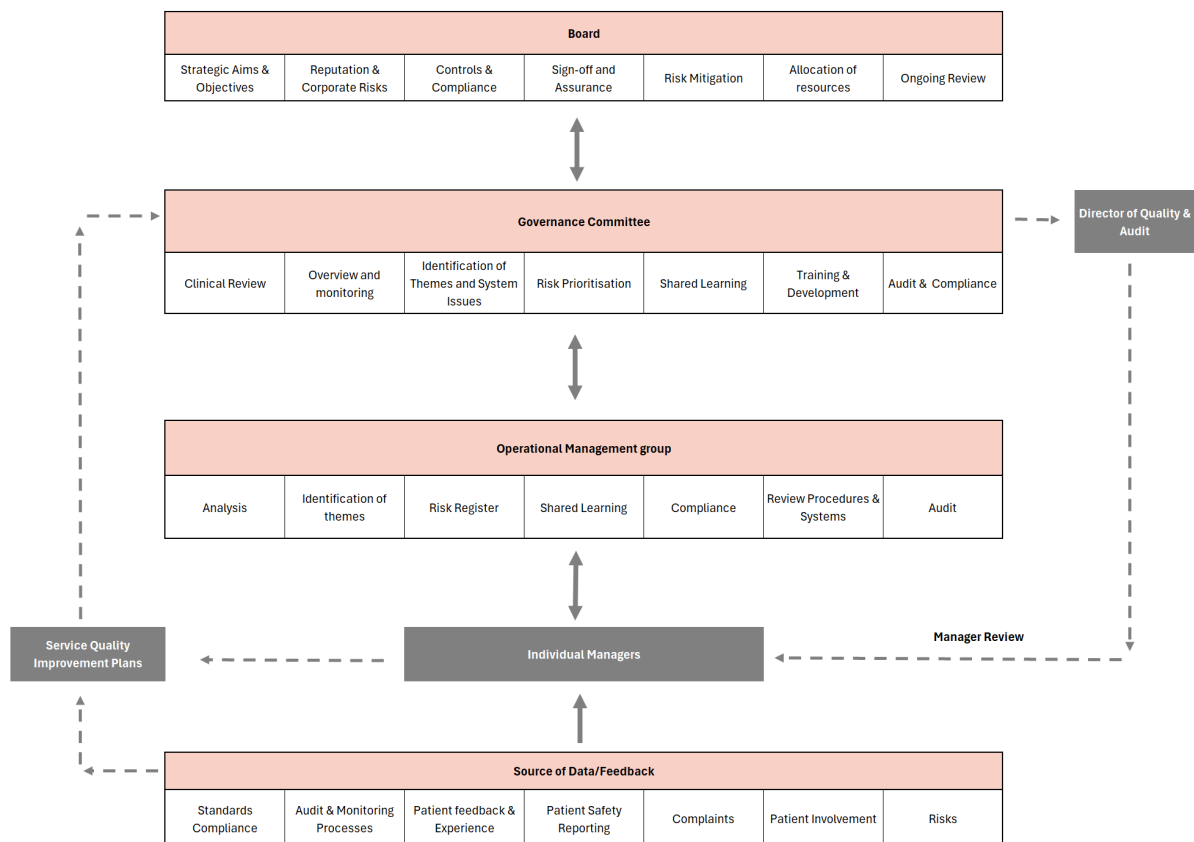 Board
Strategic Aims &
Objectives
Reputation &
Corporate Risks
Controls &
Compliance
Sign-off and
Assurance
Risk Mitigation
Allocation of
resources
Ongoing Review
Governance Committee
Director of Quality &
Audit
Clinical Review
Overview and
monitoring
Identification of
Themes and System
Issues
Risk Prioritisation
Shared Learning
Training &
Development
Audit & Compliance
Operational Management group
Analysis
Identification of
themes
Risk Register
Shared Learning
Compliance
Review Procedures &
Systems
Audit
Service Quality
Improvement Plans
Individual Managers
Manager Review
Source of Data/Feedback
Standards
Compliance
Audit & Monitoring
Processes
Patient feedback &
Experience
Patient Safety
Reporting
Complaints
Patient Involvement
Risks